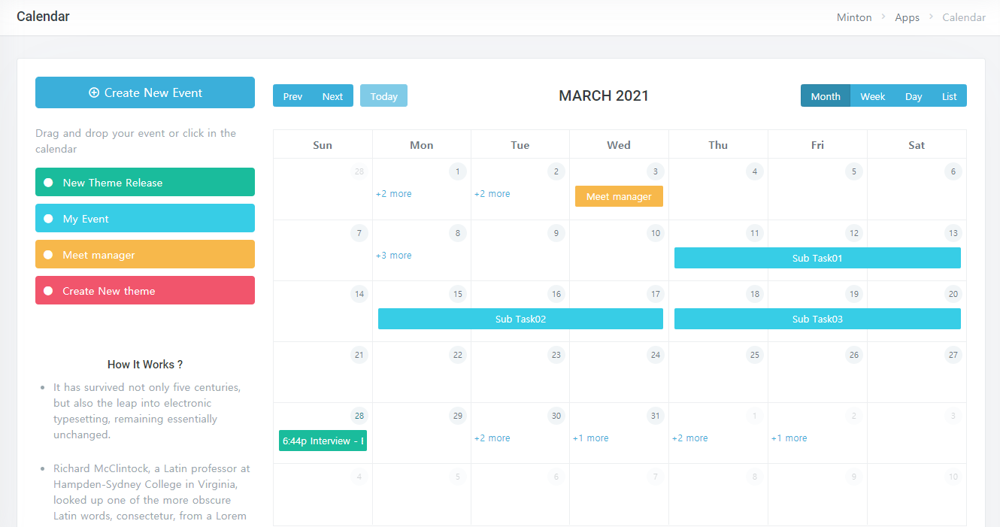 Calendar
Minton > Apps > Calendar
Create New Event
Drag and drop your event or click in the
calendar
New Theme Release
My Event
Meet manager
Create New theme
How It Works ?
• It has survived not only five centuries,
but also the leap into electronic
typesetting, remaining essentially
unchanged.
• Richard McClintock, a Latin professor at
Hampden-Sydney College in Virginia,
looked up one of the more obscure
Latin words, consectetur, from a Lorem
Prev Next Today
MARCH 2021
Month Week Day List
Sun Mon Tue Wed Thu Fri Sat
28 1 2 3 4 5 6
+2 more +2 more Meet manager
7 8 9 10 11 12 13
+3 more Sub Task01
14 15 16 17 18 19 20
Sub Task02 Sub Task03
21 22 23 24 25 26 27
28 29 30 31 1 2 3
6:44p Interview - +2 more +1 more +2 more +1 more
4 5 6 7 8 9 10